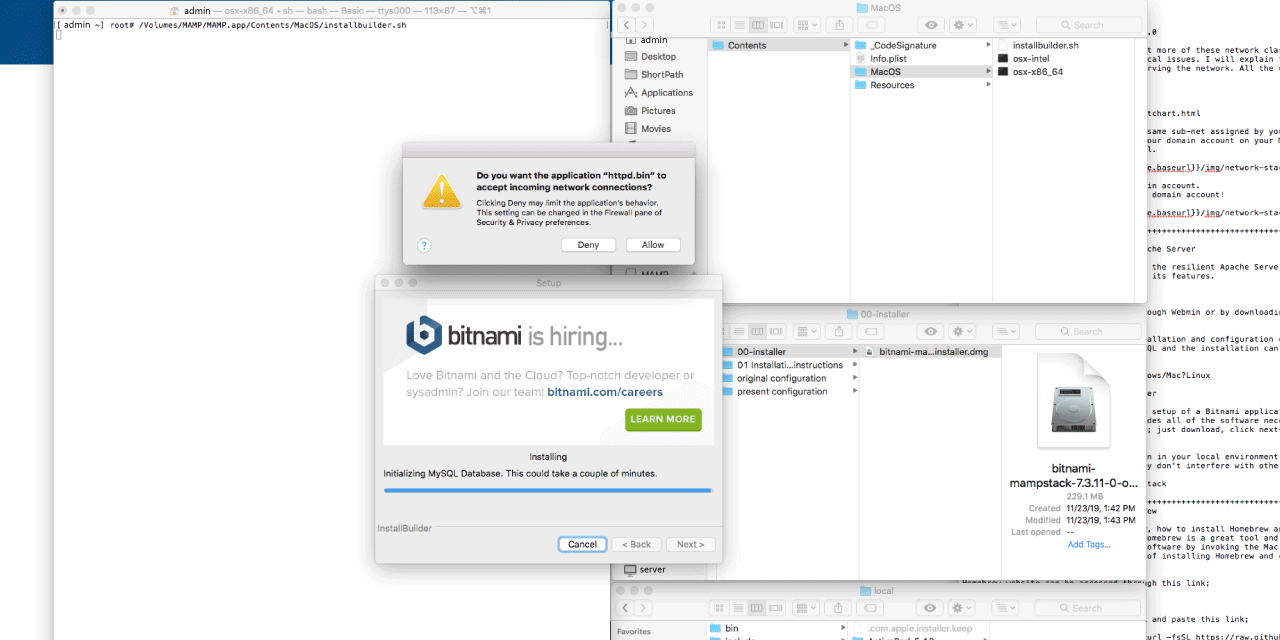 admin — osx-x86_64 • sh — bash — Basic — ttys000 — 113×87 — ⌥⌘1
[ admin ~] root# /Volumes/MAMP/MAMP.app/Contents/MacOS/installbuilder.sh
MacOS
Search
admin
Desktop
ShortPath
Applications
Pictures
Movies
MAMP
Contents
_CodeSignature
Info.plist
MacOS
Resources
installbuilder.sh
osx-intel
osx-x86_64
Do you want the application “httpd.bin” to
accept incoming network connections?
Clicking Deny may limit the application's behavior.
This setting can be changed in the Firewall pane of
Security & Privacy preferences.
?
Deny
Allow
Setup
bitnami is hiring...
Love Bitnami and the Cloud? Top-notch developer or
sysadmin? Join our team! bitnami.com/careers
LEARN MORE
Installing
Initializing MySQL Database. This could take a couple of minutes.
InstallBuilder
Cancel
< Back
Next >
server
00-installer
Search
00-installer
01 Installati...instructions
original configuration
present configuration
bitnami-ma...installer.dmg
bitnami-
mampstack-7.3.11-0-o...
229.1 MB
Created 11/23/19, 1:42 PM
Modified 11/23/19, 1:43 PM
Last opened --
Add Tags...
local
Search
Favorites
bin
include
.com.apple.installer.keep
.0
t more of these network clas
cal issues. I will explain
rving the network. All the
tchart.html
same sub-net assigned by yo
our domain account on your
l.
e.baseurl}}/img/network-stac
in account.
domain account!
e.baseurl}}/img/network-stac
++++++++++++++++++++++++++++
che Server
the resilient Apache Serve
its features.
ough Webmin or by downloadin
allation and configuration
QL and the installation can
ows/Mac?Linux
er
setup of a Bitnami applicat
des all of the software nec
; just download, click next-
n in your local environment
y don't interfere with othe
tack
++++++++++++++++++++++++++++
ew
, how to install Homebrew an
omebrew is a great tool and
oftware by invoking the Mac
of installing Homebrew and
Homebrew website can be accessed through this link;
and paste this link;
curl -fsSL https://raw.githu